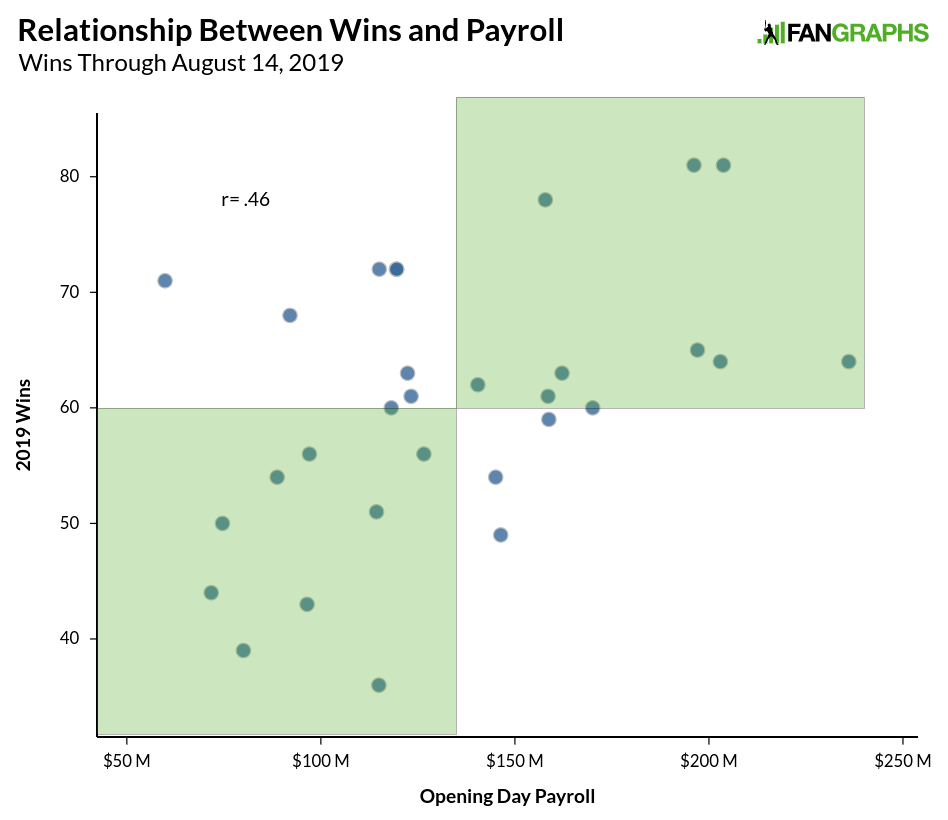 Relationship Between Wins and Payroll
Wins Through August 14, 2019
FANGRAPHS
80
r= .46
70
2019 Wins
60
50
40
$50 M $100 M $150 M $200 M $250 M
Opening Day Payroll